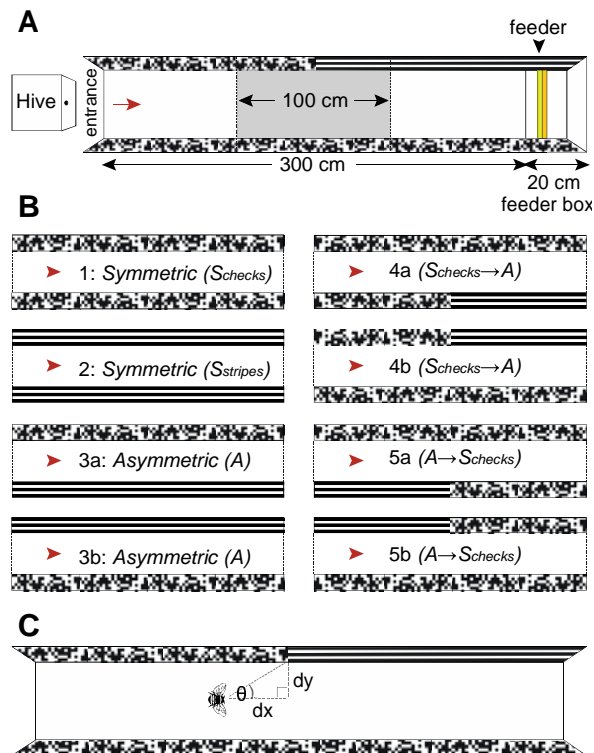 A
feeder
Hive
entrance
100 cm
300 cm
20 cm
feeder box
B
1: Symmetric (Schecks)
4a (Schecks→A)
2: Symmetric (Sstripes)
4b (Schecks→A)
3a: Asymmetric (A)
5a (A→Schecks)
3b: Asymmetric (A)
5b (A→Schecks)
C
θ
dy
dx